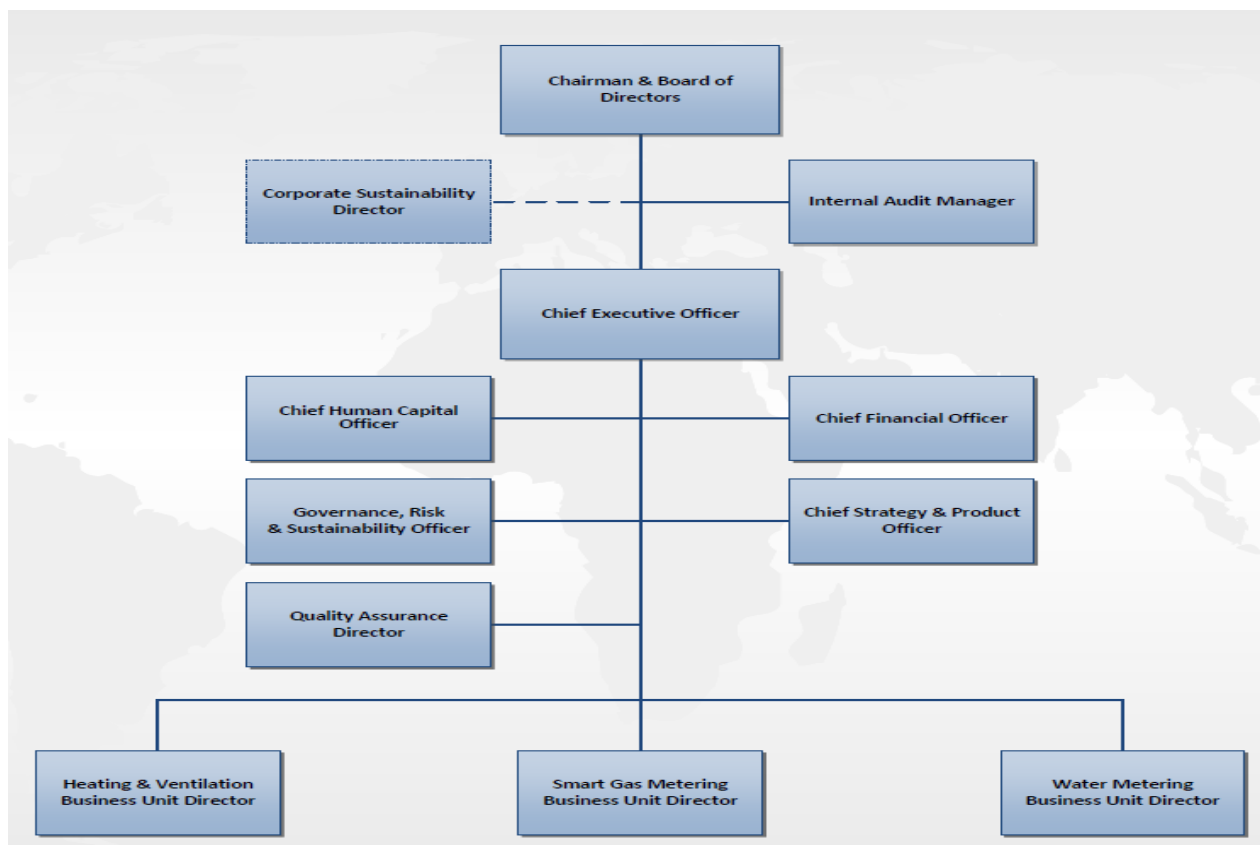 Chairman & Board of
Directors
Corporate Sustainability
Director
Internal Audit Manager
Chief Executive Officer
Chief Human Capital
Officer
Chief Financial Officer
Governance, Risk
& Sustainability Officer
Chief Strategy & Product
Officer
Quality Assurance
Director
Heating & Ventilation
Business Unit Director
Smart Gas Metering
Business Unit Director
Water Metering
Business Unit Director